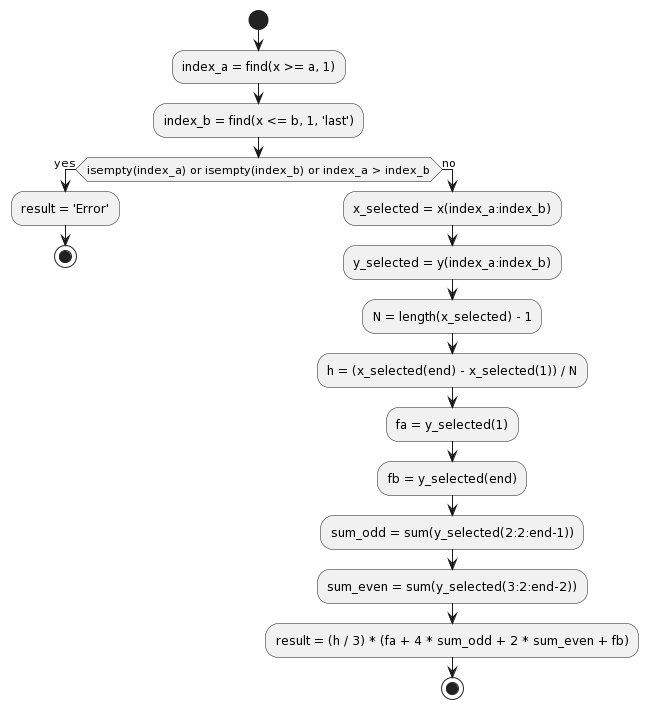 index_a = find(x >= a, 1)
index_b = find(x <= b, 1, 'last')
yes
isempty(index_a) or isempty(index_b) or index_a > index_b
no
result = 'Error'
x_selected = x(index_a:index_b)
y_selected = y(index_a:index_b)
N = length(x_selected) - 1
h = (x_selected(end) - x_selected(1)) / N
fa = y_selected(1)
fb = y_selected(end)
sum_odd = sum(y_selected(2:2:end-1))
sum_even = sum(y_selected(3:2:end-2))
result = (h / 3) * (fa + 4 * sum_odd + 2 * sum_even + fb)